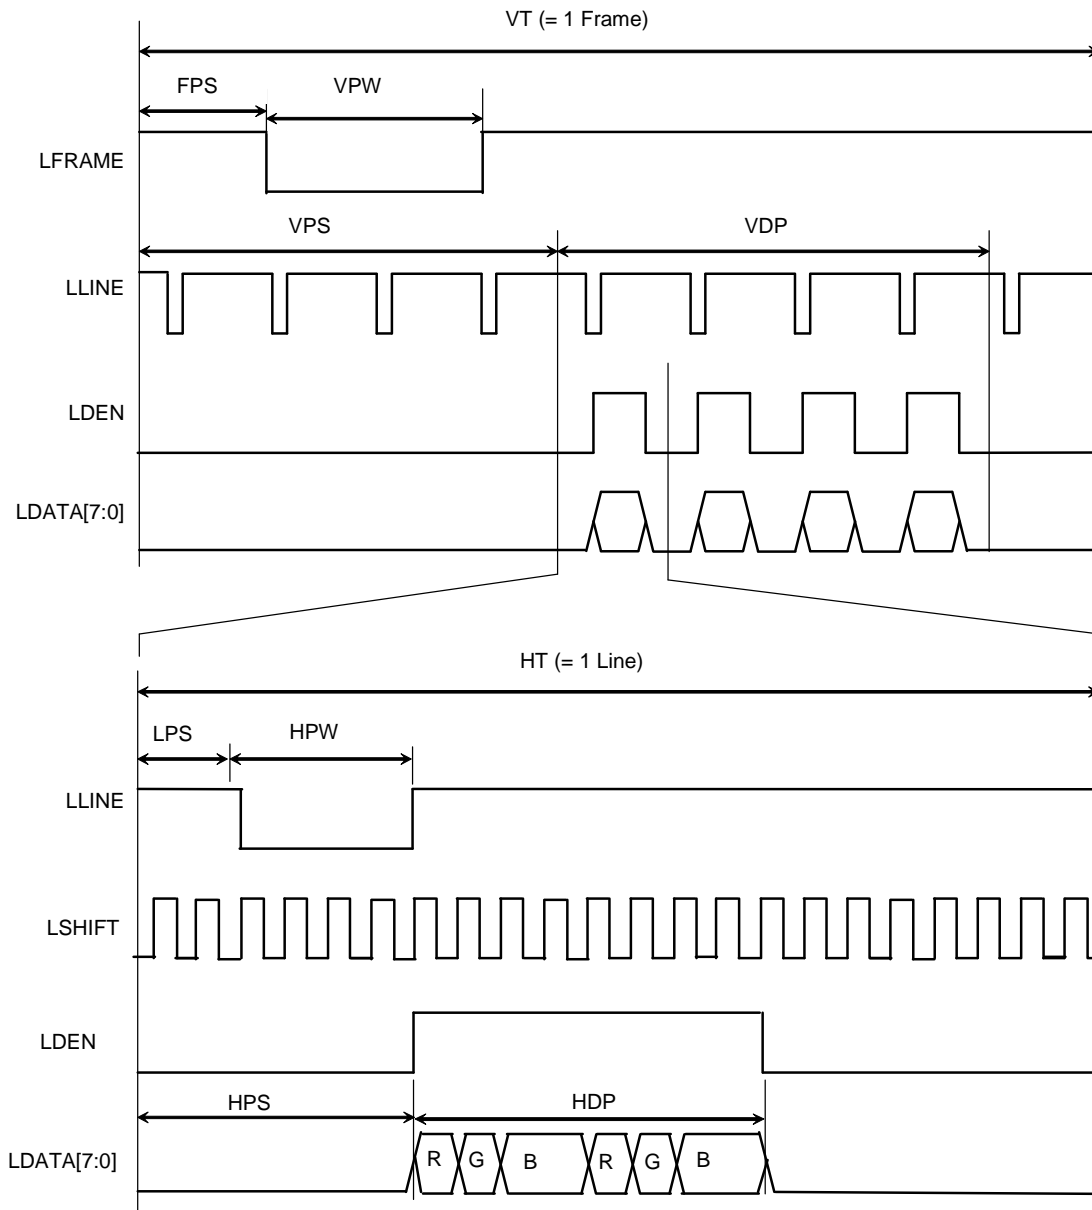 VT (= 1 Frame)
FPS VPW
LFRAME
VPS VDP
LLINE
LDEN
LDATA[7:0]
HT (= 1 Line)
LPS HPW
LLINE
LSHIFT
LDEN
HPS HDP
LDATA[7:0] R G B R G B